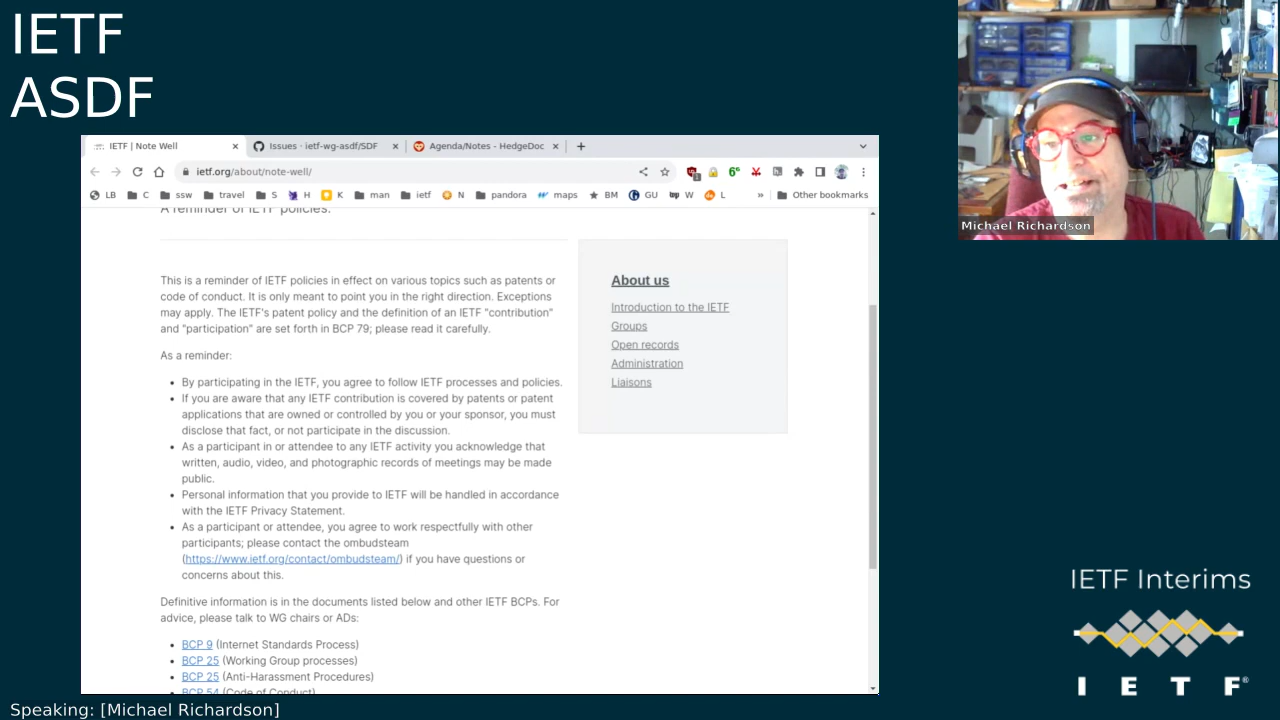 IETF
ASDF
IETF | Note Well
Issues · ietf-wg-asdf/SDF
Agenda/Notes - HedgeDoc
ietf.org/about/note-well/
LB
C
ssw
travel
S
H
K
man
ietf
N
pandora
maps
BM
GU
W
L
»
Other bookmarks
A reminder of IETF policies.
This is a reminder of IETF policies in effect on various topics such as patents or
code of conduct. It is only meant to point you in the right direction. Exceptions
may apply. The IETF's patent policy and the definition of an IETF "contribution"
and "participation" are set forth in BCP 79; please read it carefully.
As a reminder:
• By participating in the IETF, you agree to follow IETF processes and policies.
• If you are aware that any IETF contribution is covered by patents or patent
applications that are owned or controlled by you or your sponsor, you must
disclose that fact, or not participate in the discussion.
• As a participant in or attendee to any IETF activity you acknowledge that
written, audio, video, and photographic records of meetings may be made
public.
• Personal information that you provide to IETF will be handled in accordance
with the IETF Privacy Statement.
• As a participant or attendee, you agree to work respectfully with other
participants; please contact the ombudsteam
(https://www.ietf.org/contact/ombudsteam/) if you have questions or
concerns about this.
Definitive information is in the documents listed below and other IETF BCPs. For
advice, please talk to WG chairs or ADs:
• BCP 9 (Internet Standards Process)
• BCP 25 (Working Group processes)
• BCP 25 (Anti-Harassment Procedures)
• BCP 54 (Code of Conduct)
About us
Introduction to the IETF
Groups
Open records
Administration
Liaisons
Michael Richardson
IETF Interims
I E T F®
Speaking: [Michael Richardson]